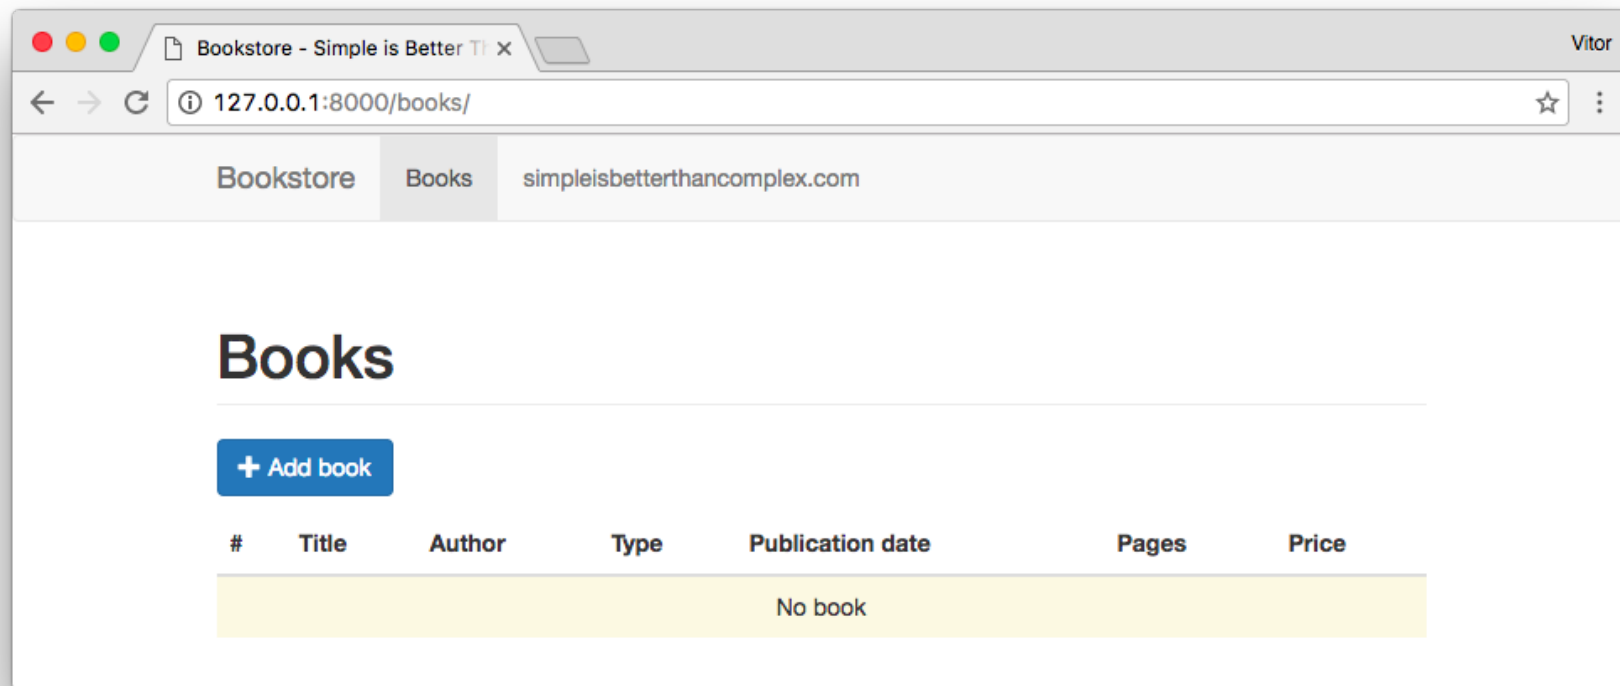 Bookstore - Simple is Better Th
Vitor
127.0.0.1:8000/books/
Bookstore Books simpleisbetterthancomplex.com
Books
Add book
# Title Author Type Publication date Pages Price
No book